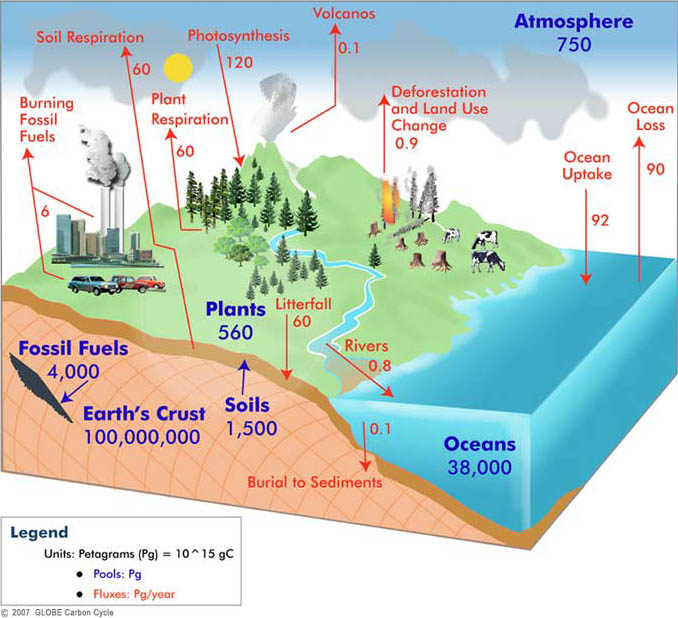 Volcanos
0.1
Atmosphere
750
Soil Respiration
60
Photosynthesis
120
Burning
Fossil
Fuels
6
Plant
Respiration
60
Deforestation
and Land Use
Change
0.9
Ocean
Loss
90
Ocean
Uptake
92
Plants
560
Litterfall
60
Rivers
0.8
Fossil Fuels
4,000
Earth's Crust
100,000,000
Soils
1,500
0.1
Burial to Sediments
Oceans
38,000
Legend
Units: Petagrams (Pg) = 10^15 gC
● Pools: Pg
● Fluxes: Pg/year
© 2007 GLOBE Carbon Cycle